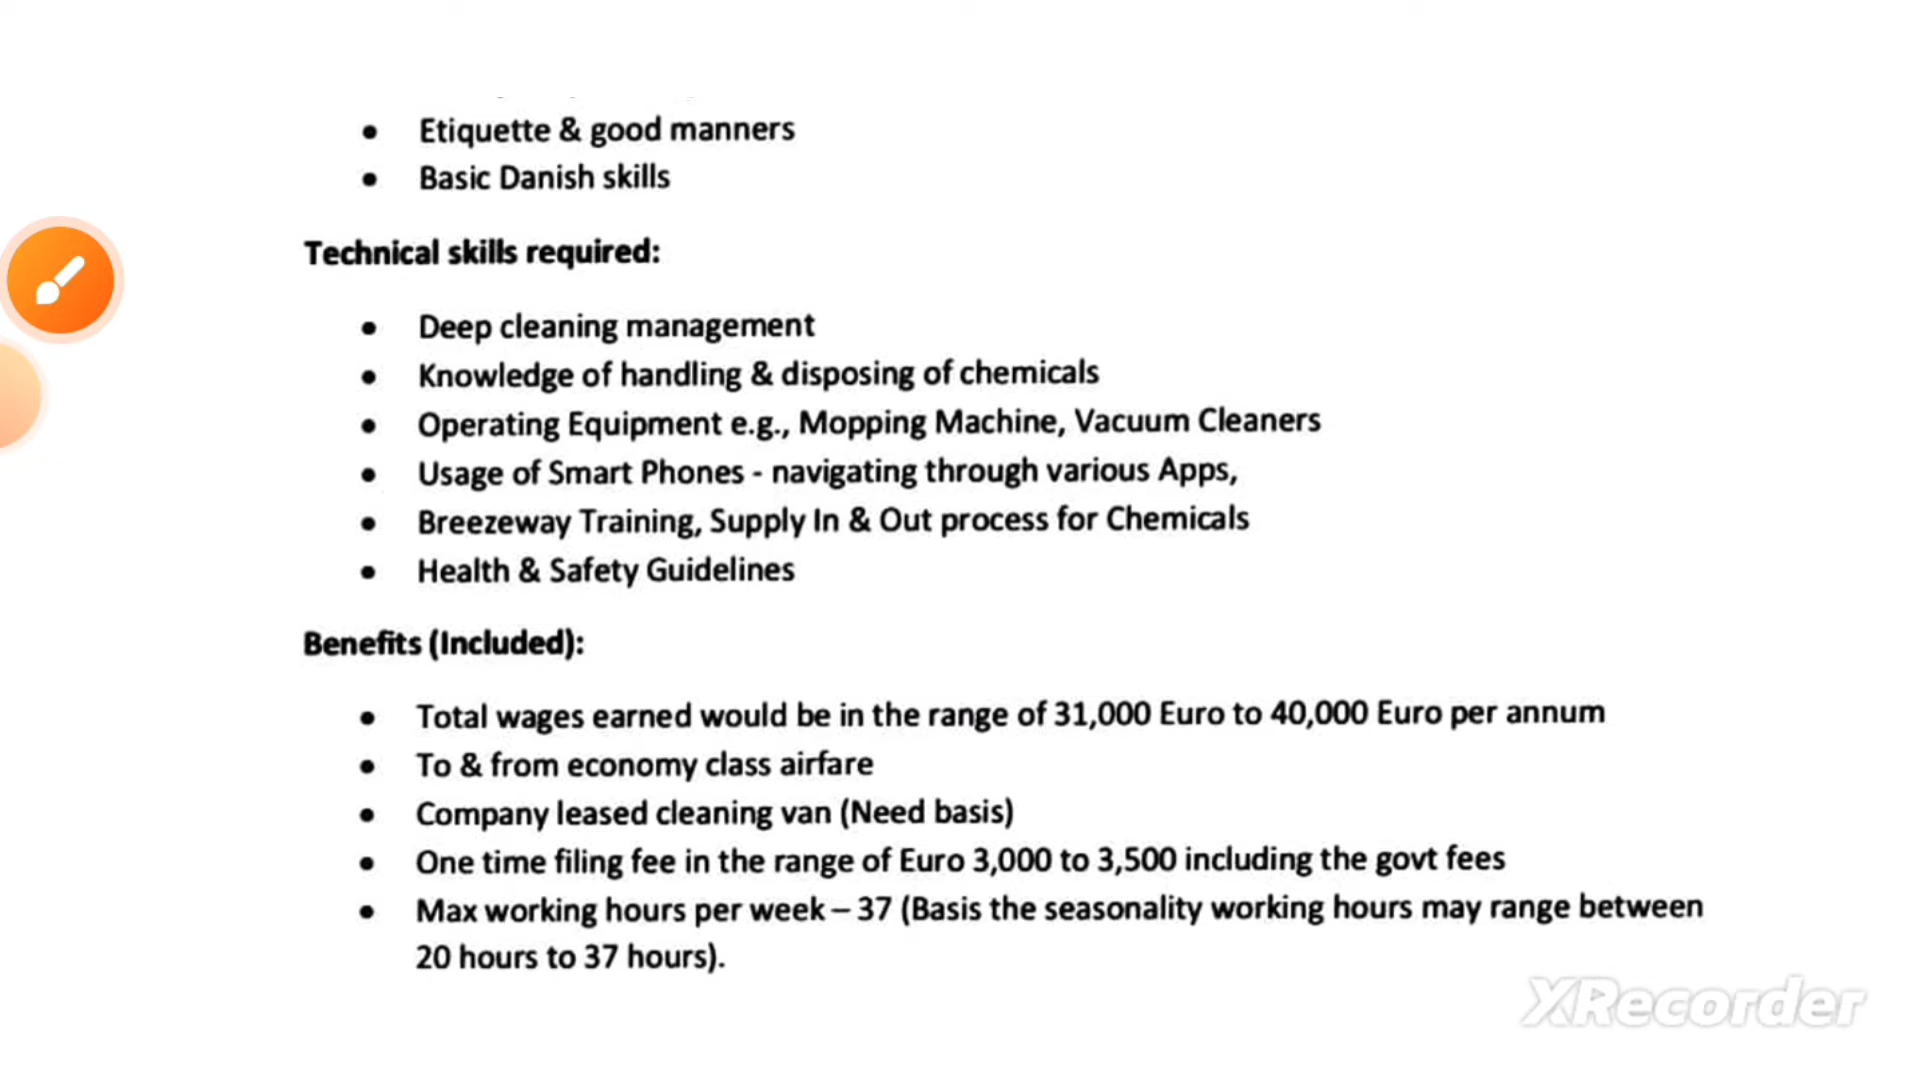 • Etiquette & good manners
• Basic Danish skills
Technical skills required:
• Deep cleaning management
• Knowledge of handling & disposing of chemicals
• Operating Equipment e.g., Mopping Machine, Vacuum Cleaners
• Usage of Smart Phones - navigating through various Apps,
• Breezeway Training, Supply In & Out process for Chemicals
• Health & Safety Guidelines
Benefits (Included):
• Total wages earned would be in the range of 31,000 Euro to 40,000 Euro per annum
• To & from economy class airfare
• Company leased cleaning van (Need basis)
• One time filing fee in the range of Euro 3,000 to 3,500 including the govt fees
• Max working hours per week – 37 (Basis the seasonality working hours may range between
20 hours to 37 hours).
XRecorder